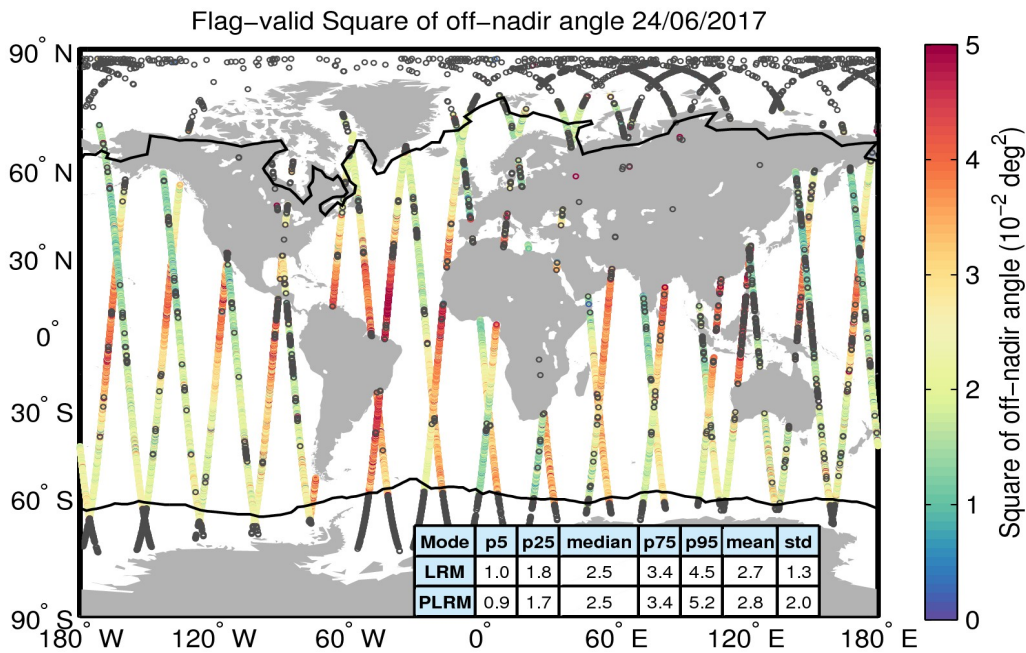 Flag−valid Square of off−nadir angle 24/06/2017
90° N
60° N
30° N
0°
30° S
60° S
90° S
180° W
120° W
60° W
0°
60° E
120° E
180° E
Mode p5 p25 median p75 p95 mean std
LRM 1.0 1.8 2.5 3.4 4.5 2.7 1.3
PLRM 0.9 1.7 2.5 3.4 5.2 2.8 2.0
5
4
3
2
1
0
Square of off−nadir angle (10⁻² deg²)